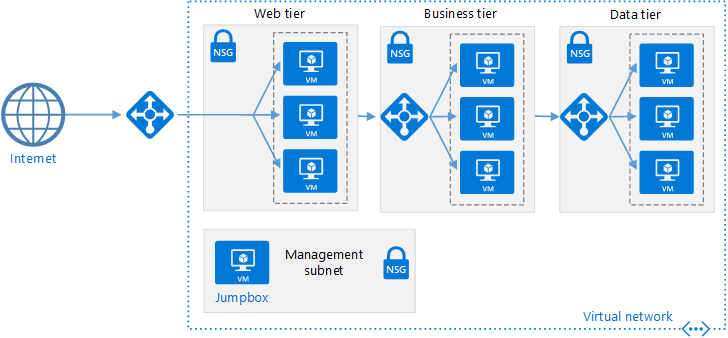 Web tier
Business tier
Data tier
NSG
NSG
NSG
VM
VM
VM
VM
VM
VM
VM
VM
VM
Internet
Management
subnet
VM
NSG
Jumpbox
Virtual network